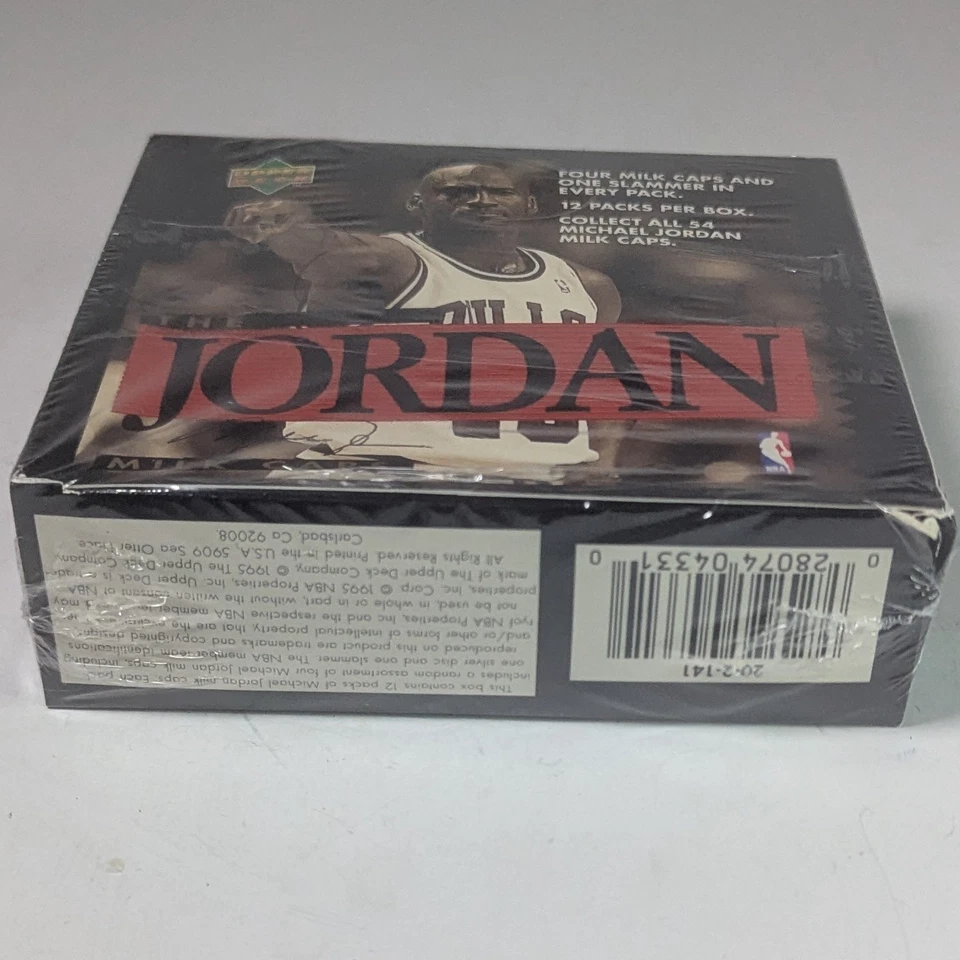 UPPER
FOUR MILK CAPS AND
ONE SLAMMER IN
EVERY PACK.
12 PACKS PER BOX.
COLLECT ALL 54
MICHAEL JORDAN
MILK CAPS.
THE
BULLS
JORDAN
MILK CAP
NBA
This box contains 12 packs of Michael Jordan milk caps. Each pack
includes a random assortment of four Michael Jordan milk caps, including
one silver disc and one slammer. The NBA member team identifications
reproduced on this product are trademarks and copyrighted designs,
and/or other forms of intellectual property, that are the
ryof NBA Properties, Inc and the respective NBA member and may
not be used, in whole or in part, without the written consent of NBA
properties, Inc. Corp. © 1995 NBA Properties, Inc. Upper Deck is
mark of The Upper Deck Company. © 1995 The Upper Deck Company
All Rights Reserved. Printed in the U.S.A. 5909 Sea Otter Place
Carlsbad, Ca 92008.
20-2-141
0 28074 04331 0